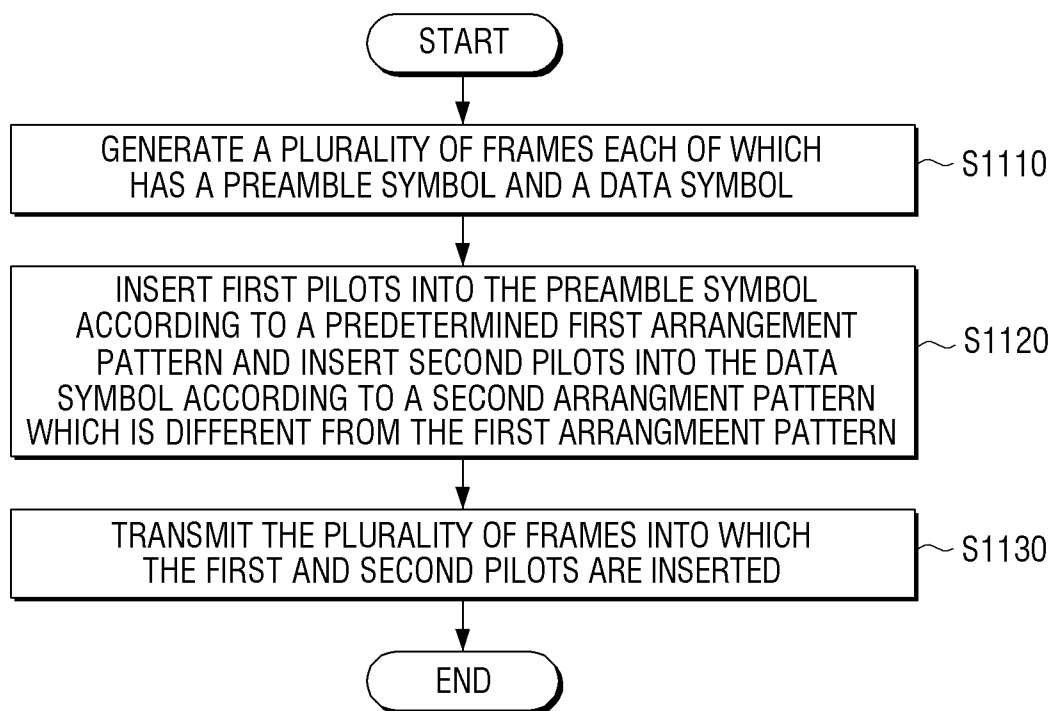 START
GENERATE A PLURALITY OF FRAMES EACH OF WHICH
HAS A PREAMBLE SYMBOL AND A DATA SYMBOL
S1110
INSERT FIRST PILOTS INTO THE PREAMBLE SYMBOL
ACCORDING TO A PREDETERMINED FIRST ARRANGEMENT
PATTERN AND INSERT SECOND PILOTS INTO THE DATA
SYMBOL ACCORDING TO A SECOND ARRANGMENT PATTERN
WHICH IS DIFFERENT FROM THE FIRST ARRANGMEENT PATTERN
S1120
TRANSMIT THE PLURALITY OF FRAMES INTO WHICH
THE FIRST AND SECOND PILOTS ARE INSERTED
S1130
END